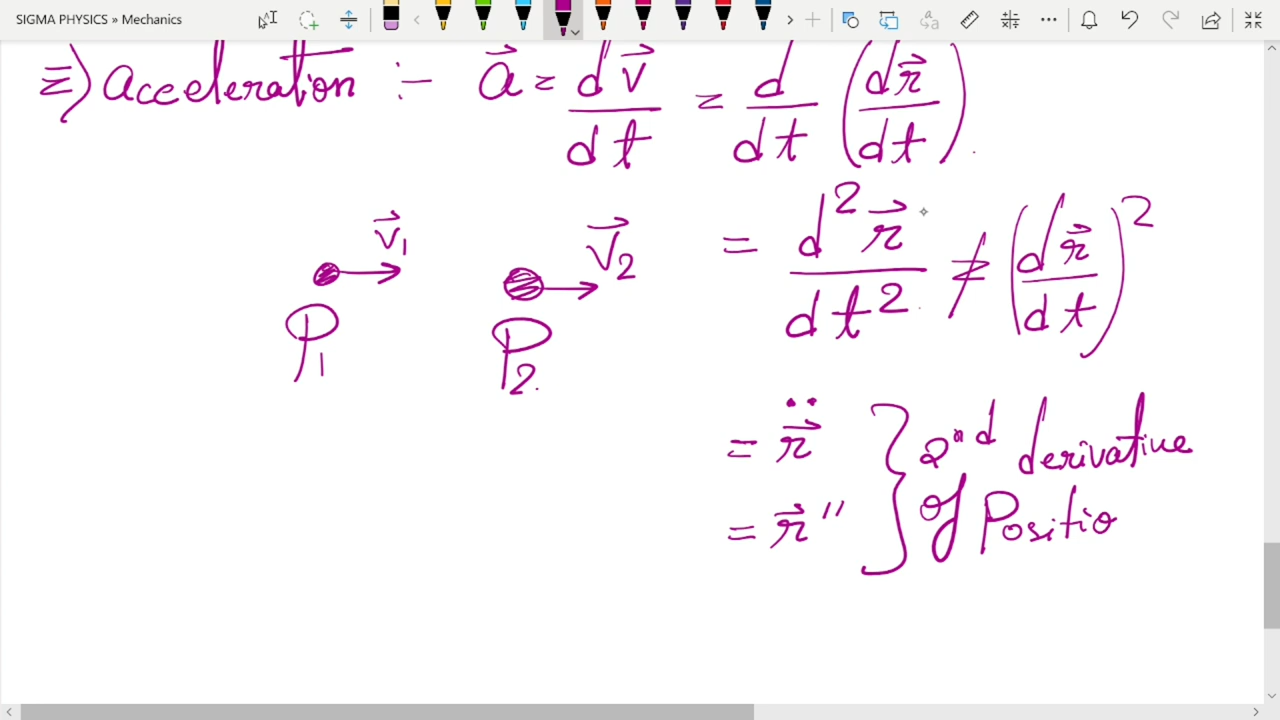 SIGMA PHYSICS » Mechanics
⇒) Acceleration :- a⃗ = dv⃗/dt = d/dt (dr⃗/dt).
= d²r⃗/dt² ≠ (dr⃗/dt)²
v⃗₁
v⃗₂
P₁
P₂.
= r̈⃗
= r⃗''
} 2nd derivative
of Positio